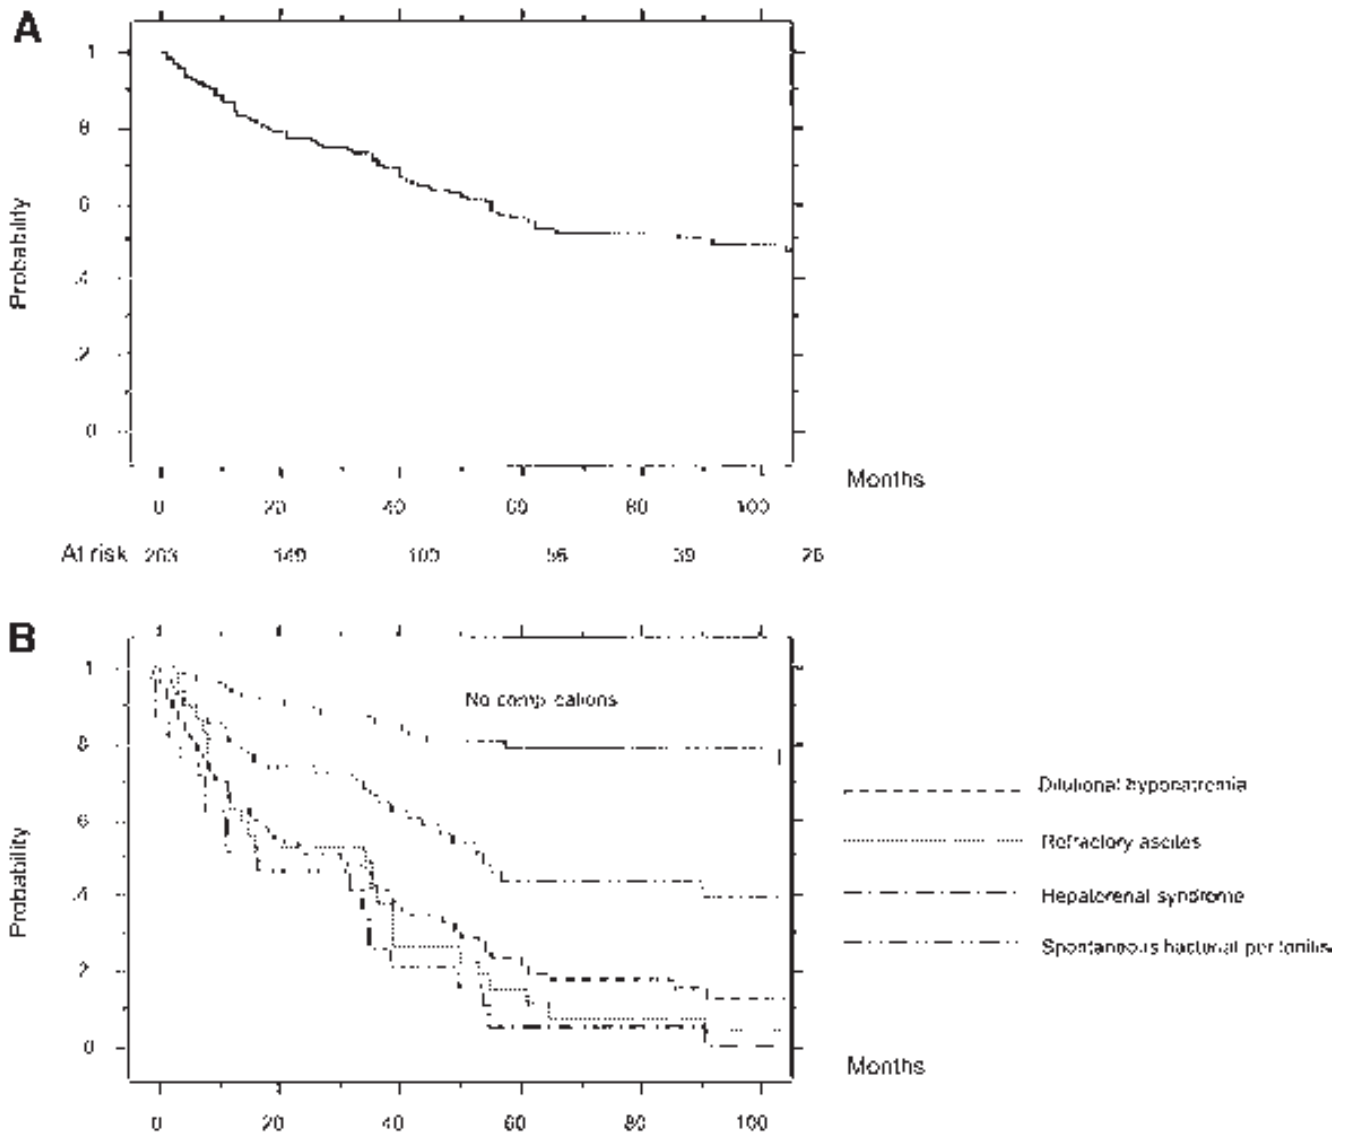 A
1
8
6
.4
.2
0
Probability
Months
0 20 40 60 80 100
At risk 263 149 100 56 39 26
B
No complications
1
8
6
.4
2
0
Probability
Dilutional hyponatremia
Refractory ascites
Hepatorenal syndrome
Spontaneous bacterial peritonitis
Months
0 20 40 60 80 100